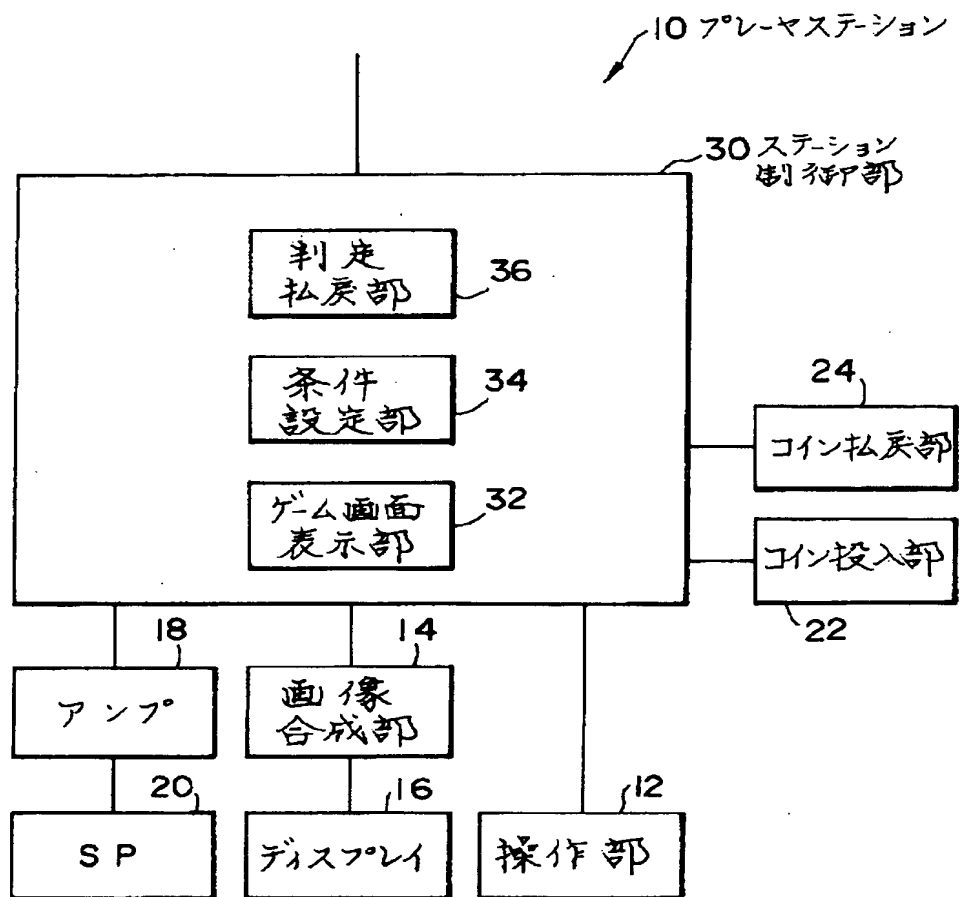 10 プレーヤステーション
30 ステーション
制御部
判定
払戻部
36
条件
設定部
34
24
コイン払戻部
ゲーム画面
表示部
32
コイン投入部
22
18
アンプ
14
画像
合成部
20
SP
16
ディスプレイ
12
操作部